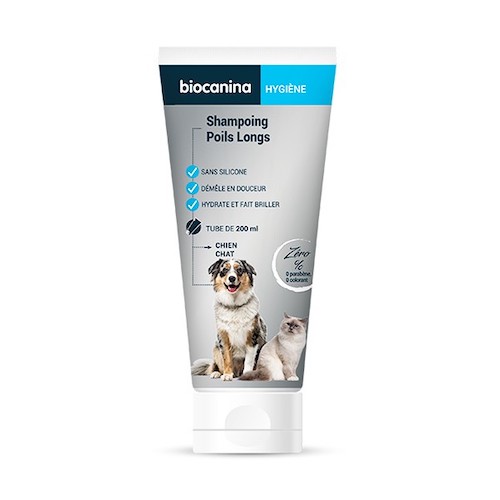 biocanina HYGIÈNE
Shampoing
Poils Longs
SANS SILICONE
DÉMÊLE EN DOUCEUR
HYDRATE ET FAIT BRILLER
TUBE DE 200 ml
CHIEN
CHAT
Zéro
%
0 parabène,
0 colorant